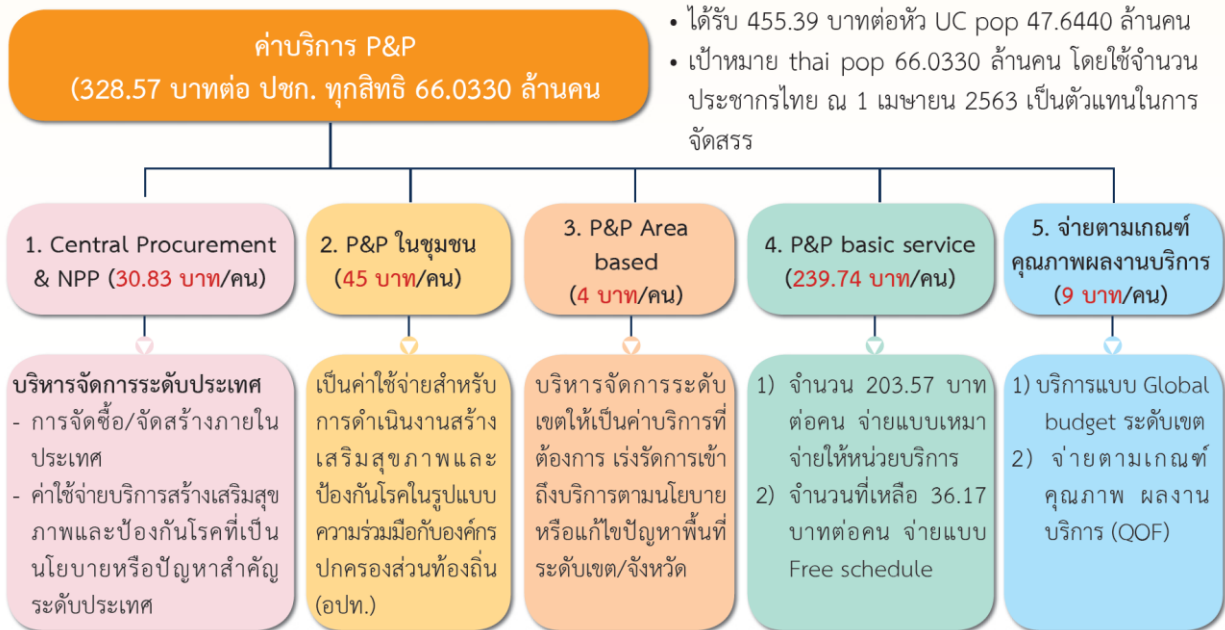 ค่าบริการ P&P
(328.57 บาทต่อ ปชก. ทุกสิทธิ 66.0330 ล้านคน
• ได้รับ 455.39 บาทต่อหัว UC pop 47.6440 ล้านคน
• เป้าหมาย thai pop 66.0330 ล้านคน โดยใช้จำนวน
ประชากรไทย ณ 1 เมษายน 2563 เป็นตัวแทนในการ
จัดสรร
1. Central Procurement
& NPP (30.83 บาท/คน)
2. P&P ในชุมชน
(45 บาท/คน)
3. P&P Area
based
(4 บาท/คน)
4. P&P basic service
(239.74 บาท/คน)
5. จ่ายตามเกณฑ์
คุณภาพผลงานบริการ
(9 บาท/คน)
บริหารจัดการระดับประเทศ
- การจัดซื้อ/จัดสร้างภายใน
ประเทศ
- ค่าใช้จ่ายบริการสร้างเสริมสุข
ภาพและป้องกันโรคที่เป็น
นโยบายหรือปัญหาสำคัญ
ระดับประเทศ
เป็นค่าใช้จ่ายสำหรับ
การดำเนินงานสร้าง
เสริมสุขภาพและ
ป้องกันโรคในรูปแบบ
ความร่วมมือกับองค์กร
ปกครองส่วนท้องถิ่น
(อปท.)
บริหารจัดการระดับ
เขตให้เป็นค่าบริการที่
ต้องการ เร่งรัดการเข้า
ถึงบริการตามนโยบาย
หรือแก้ไขปัญหาพื้นที่
ระดับเขต/จังหวัด
1) จำนวน 203.57 บาท
ต่อคน จ่ายแบบเหมา
จ่ายให้หน่วยบริการ
2) จำนวนที่เหลือ 36.17
บาทต่อคน จ่ายแบบ
Free schedule
1) บริการแบบ Global
budget ระดับเขต
2) จ่ายตามเกณฑ์
คุณภาพ ผลงาน
บริการ (QOF)